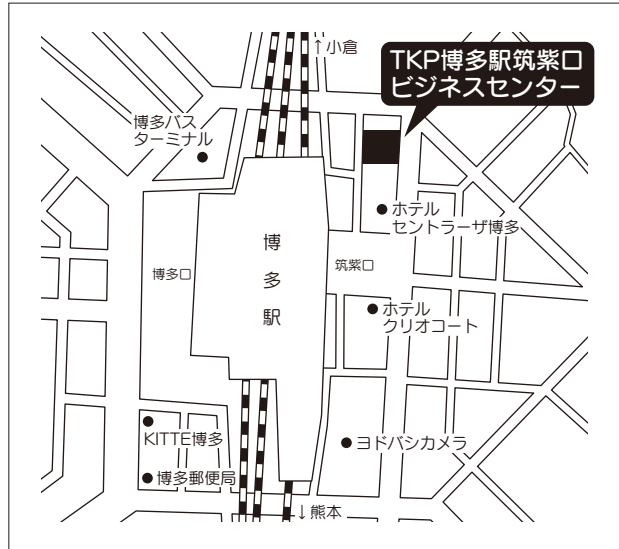 ↑小倉
TKP博多駅筑紫口
ビジネスセンター
博多バス
ターミナル
ホテル
セントラーザ博多
博多口
博多駅
筑紫口
ホテル
クリオコート
KITTE博多
ヨドバシカメラ
博多郵便局
↓熊本